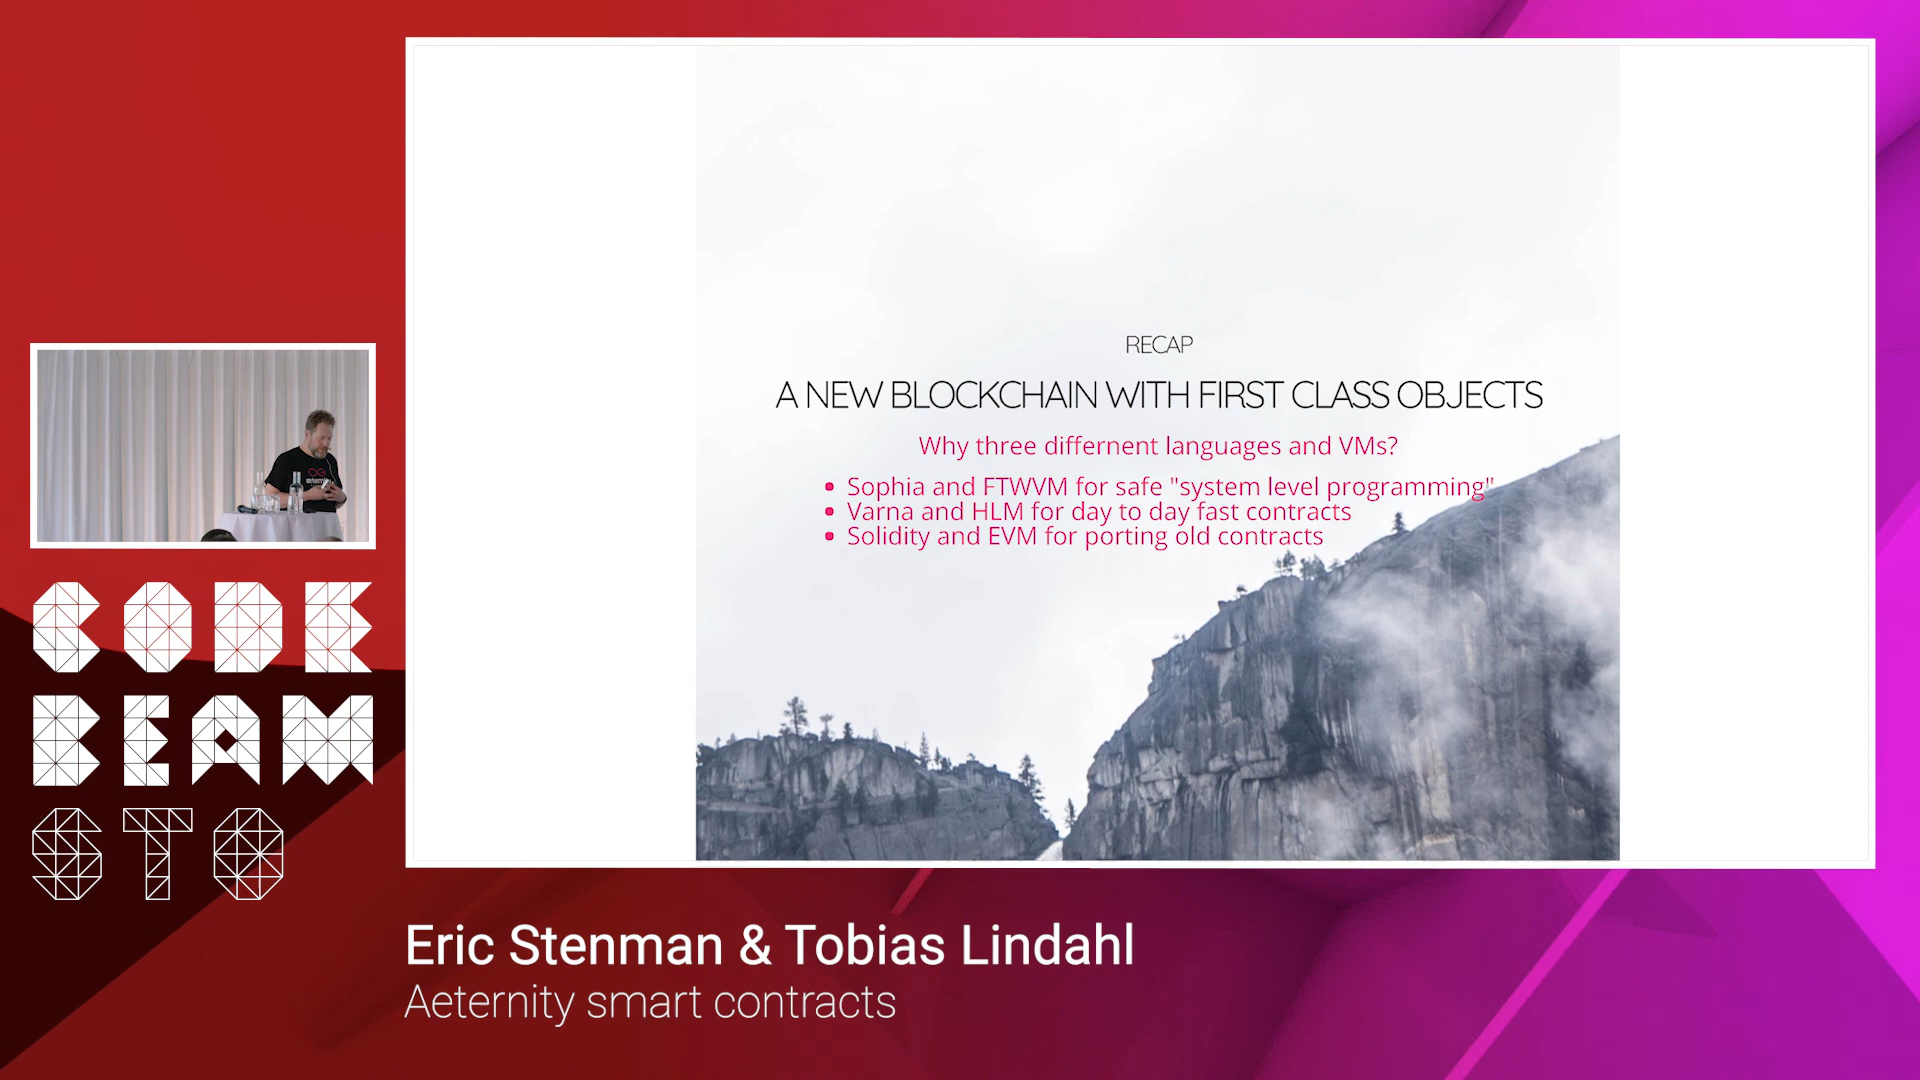 RECAP
A NEW BLOCKCHAIN WITH FIRST CLASS OBJECTS
Why three differnent languages and VMs?
Sophia and FTWVM for safe "system level programming"
Varna and HLM for day to day fast contracts
Solidity and EVM for porting old contracts
CODE
BEAM
STO
Eric Stenman & Tobias Lindahl
Aeternity smart contracts